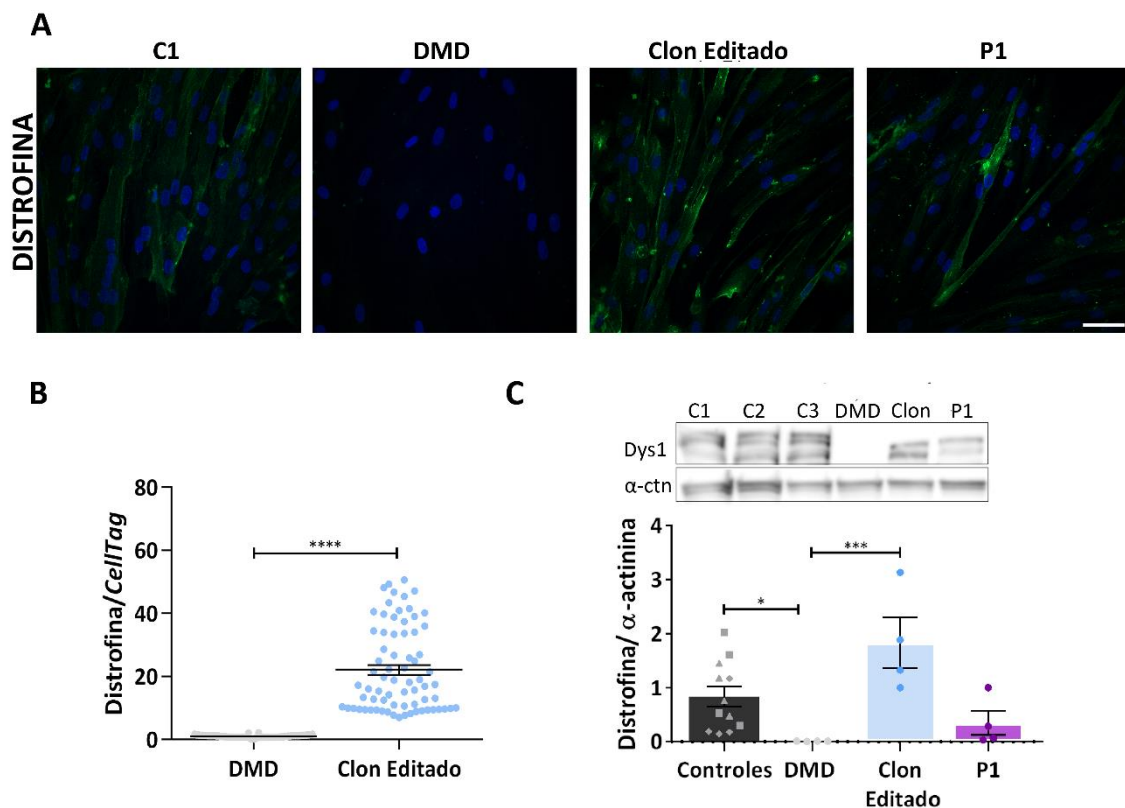 A
C1 DMD Clon Editado P1
DISTROFINA
B
Distrofina/CellTag
80
60
40
20
0
****
DMD Clon Editado
C
C1 C2 C3 DMD Clon P1
Dys1
α-ctn
Distrofina/ α-actinina
4
3
2
1
0
***
*
Controles DMD Clon Editado P1